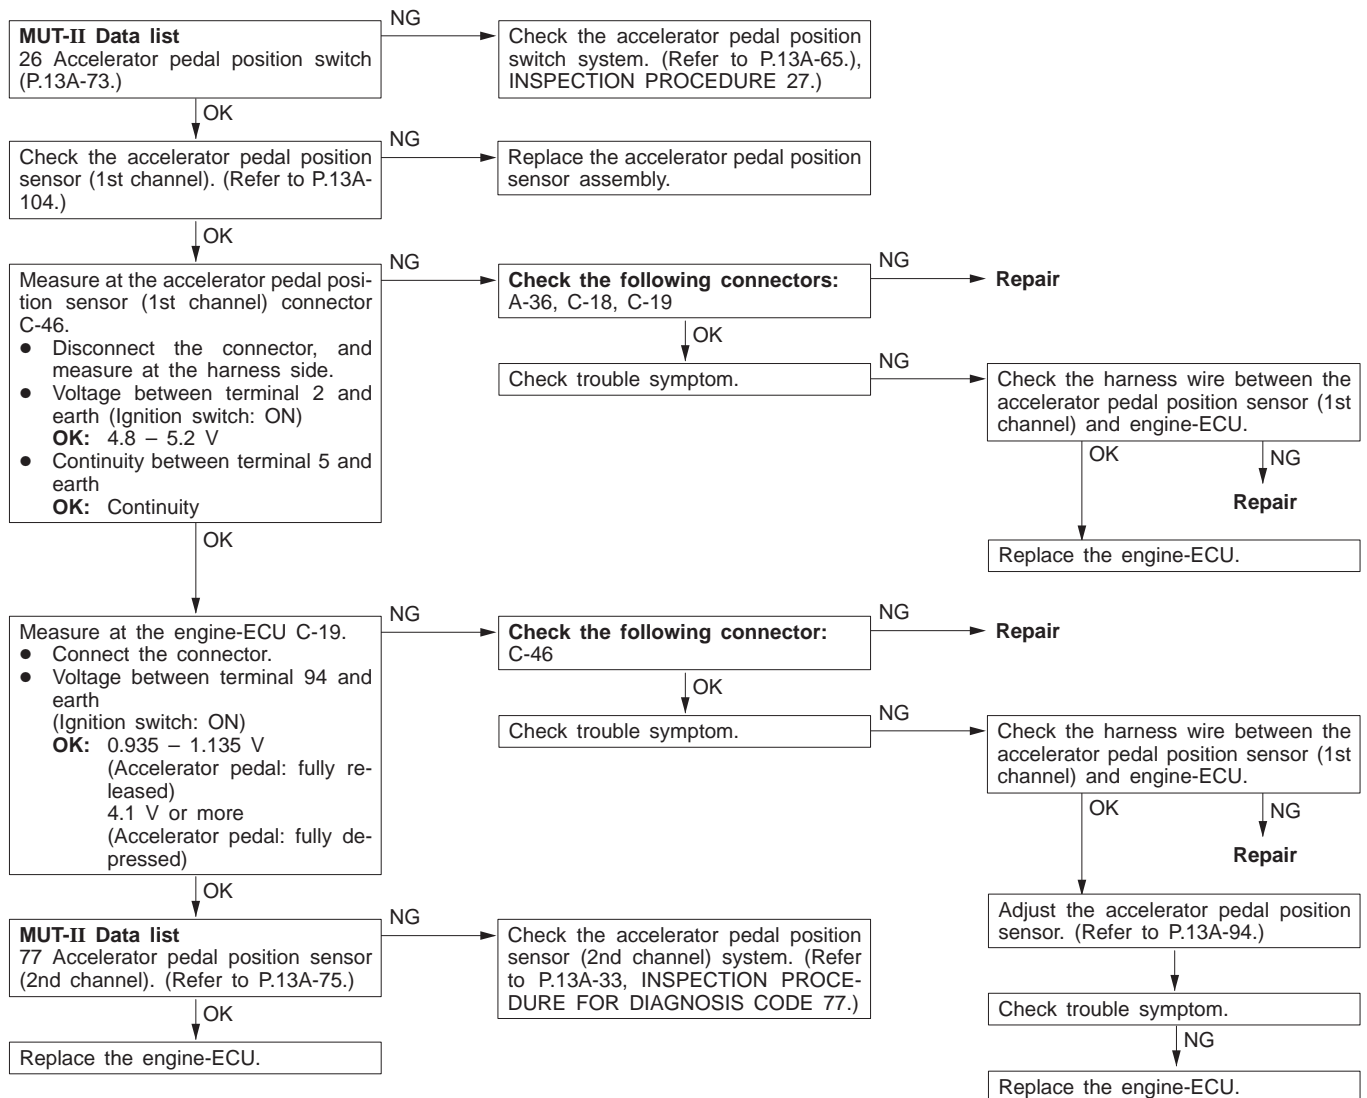 MUT-II Data list
26 Accelerator pedal position switch
(P.13A-73.)
NG
Check the accelerator pedal position
switch system. (Refer to P.13A-65.),
INSPECTION PROCEDURE 27.)
OK
Check the accelerator pedal position
sensor (1st channel). (Refer to P.13A-
104.)
NG
Replace the accelerator pedal position
sensor assembly.
OK
Measure at the accelerator pedal posi-
tion sensor (1st channel) connector
C-46.
● Disconnect the connector, and
measure at the harness side.
● Voltage between terminal 2 and
earth (Ignition switch: ON)
OK: 4.8 – 5.2 V
● Continuity between terminal 5 and
earth
OK: Continuity
NG
Check the following connectors:
A-36, C-18, C-19
NG
Repair
OK
Check trouble symptom.
NG
Check the harness wire between the
accelerator pedal position sensor (1st
channel) and engine-ECU.
OK
NG
Repair
Replace the engine-ECU.
OK
Measure at the engine-ECU C-19.
● Connect the connector.
● Voltage between terminal 94 and
earth
(Ignition switch: ON)
OK: 0.935 – 1.135 V
(Accelerator pedal: fully re-
leased)
4.1 V or more
(Accelerator pedal: fully de-
pressed)
NG
Check the following connector:
C-46
NG
Repair
OK
Check trouble symptom.
NG
Check the harness wire between the
accelerator pedal position sensor (1st
channel) and engine-ECU.
OK
NG
Repair
Adjust the accelerator pedal position
sensor. (Refer to P.13A-94.)
Check trouble symptom.
NG
Replace the engine-ECU.
OK
MUT-II Data list
77 Accelerator pedal position sensor
(2nd channel). (Refer to P.13A-75.)
NG
Check the accelerator pedal position
sensor (2nd channel) system. (Refer
to P.13A-33, INSPECTION PROCE-
DURE FOR DIAGNOSIS CODE 77.)
OK
Replace the engine-ECU.